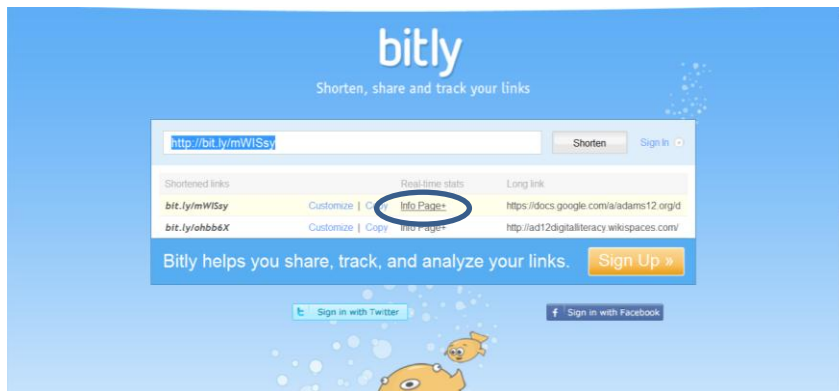 bitly
Shorten, share and track your links
http://bit.ly/mWISsy Shorten Sign In
Shortened links Real-time stats Long link
bit.ly/mWISsy Customize | Copy Info Page+ https://docs.google.com/a/adams12.org/d
bit.ly/ohbb6X Customize | Copy Info Page+ http://ad12digitalliteracy.wikispaces.com/
Bitly helps you share, track, and analyze your links. Sign Up »
Sign in with Twitter f Sign in with Facebook